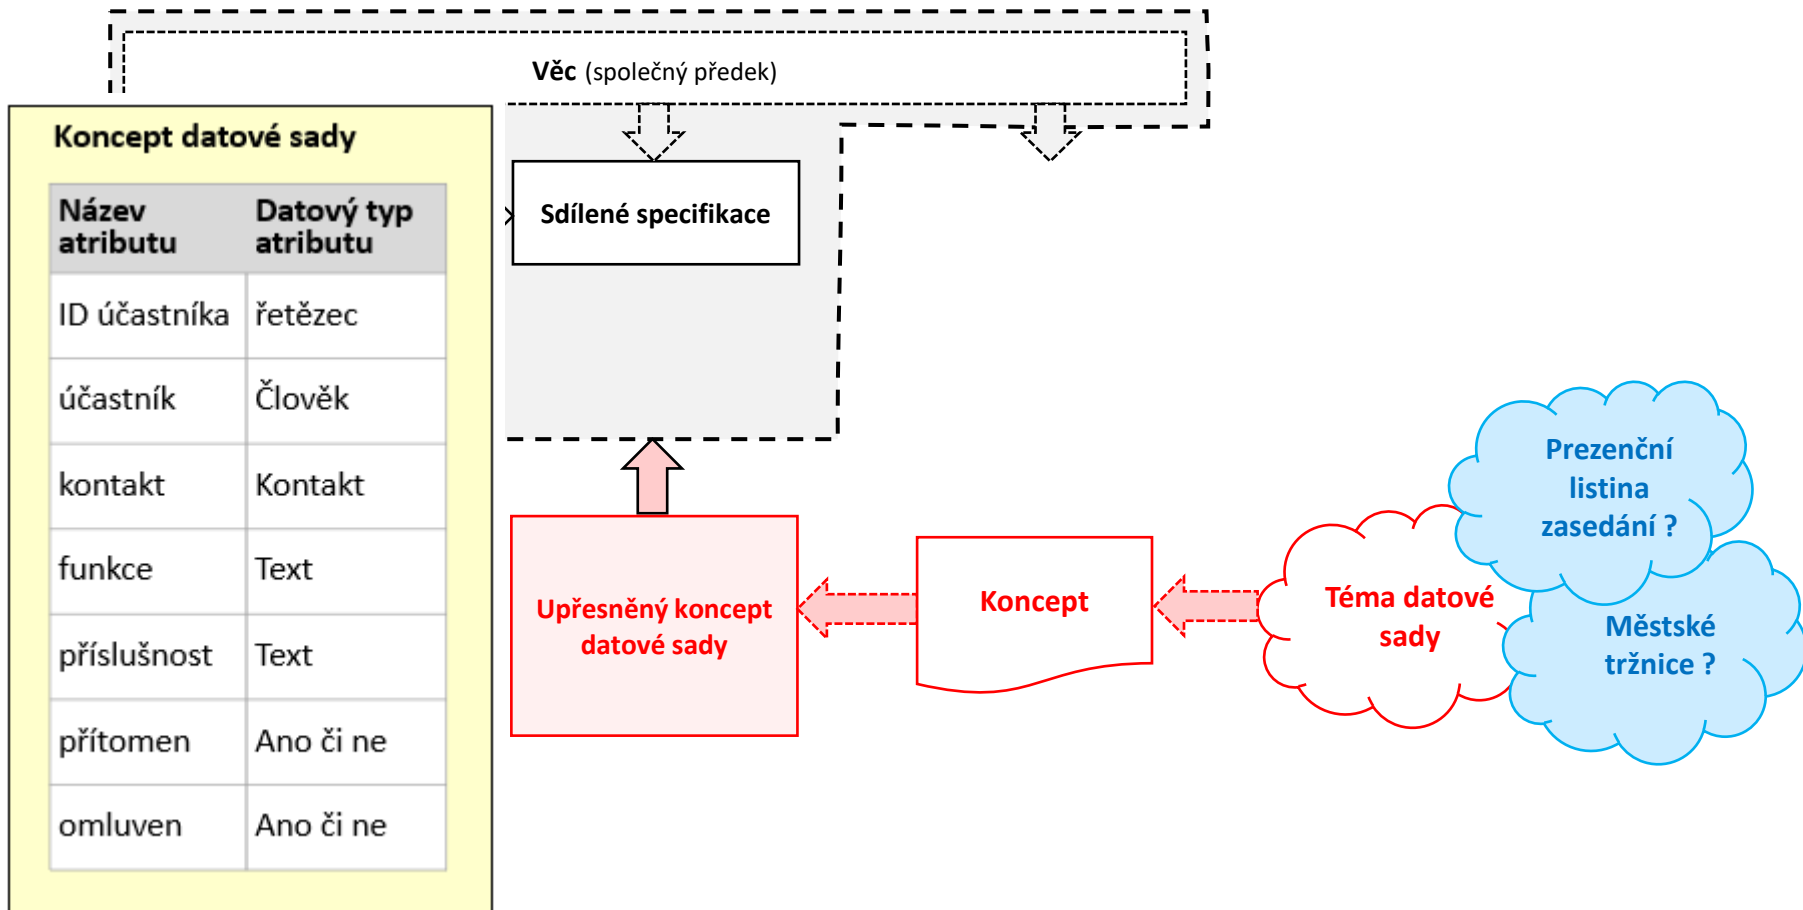 Věc (společný předek)
Koncept datové sady
Název atributu Datový typ atributu
ID účastníka řetězec
účastník Člověk
kontakt Kontakt
funkce Text
příslušnost Text
přítomen Ano či ne
omluven Ano či ne
Sdílené specifikace
Upřesněný koncept
datové sady
Koncept
Téma datové
sady
Prezenční
listina
zasedání ?
Městské
tržnice ?